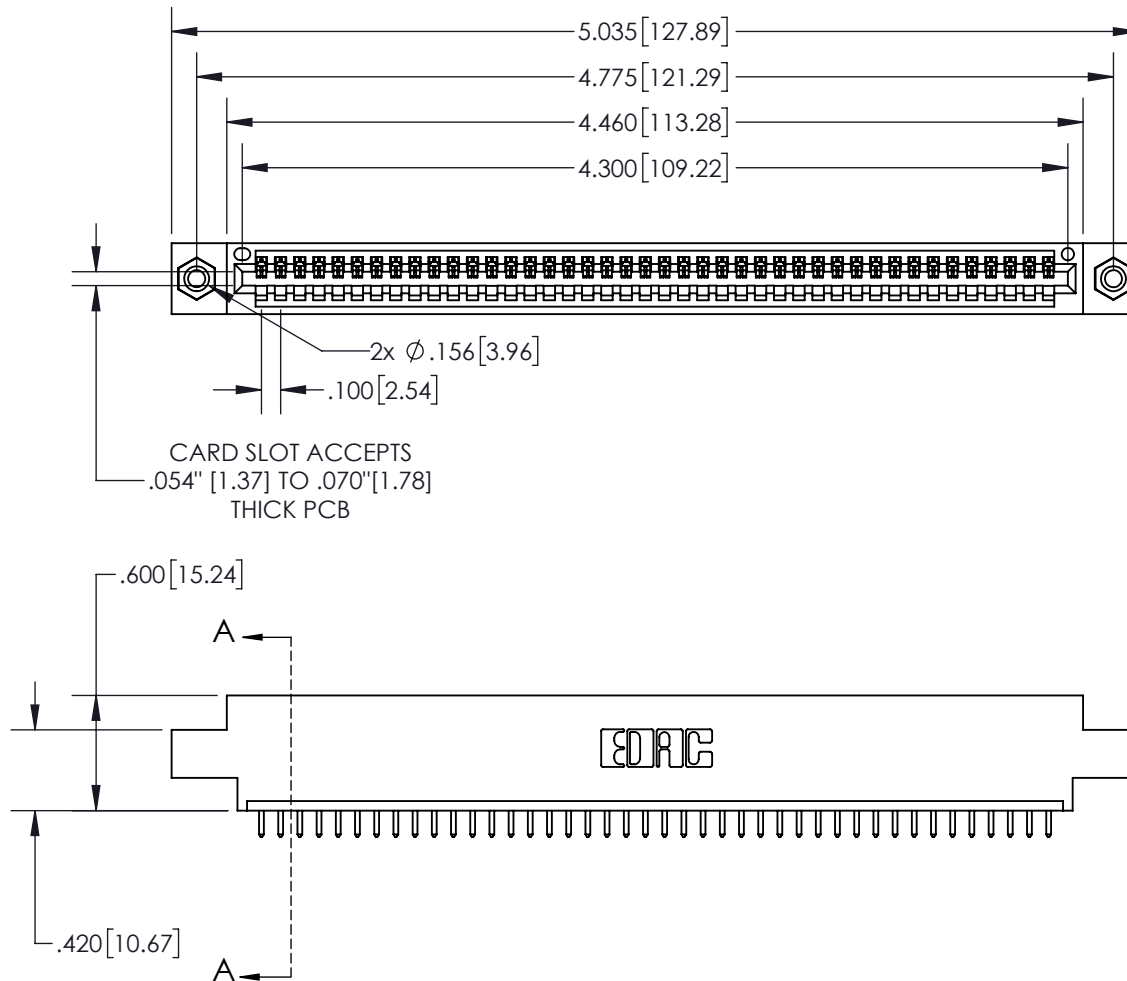 5.035[127.89]
4.775[121.29]
4.460[113.28]
4.300[109.22]
2x Ø.156[3.96]
.100[2.54]
CARD SLOT ACCEPTS
.054" [1.37] TO .070"[1.78]
THICK PCB
.600[15.24]
A
EDAC
.420[10.67]
A